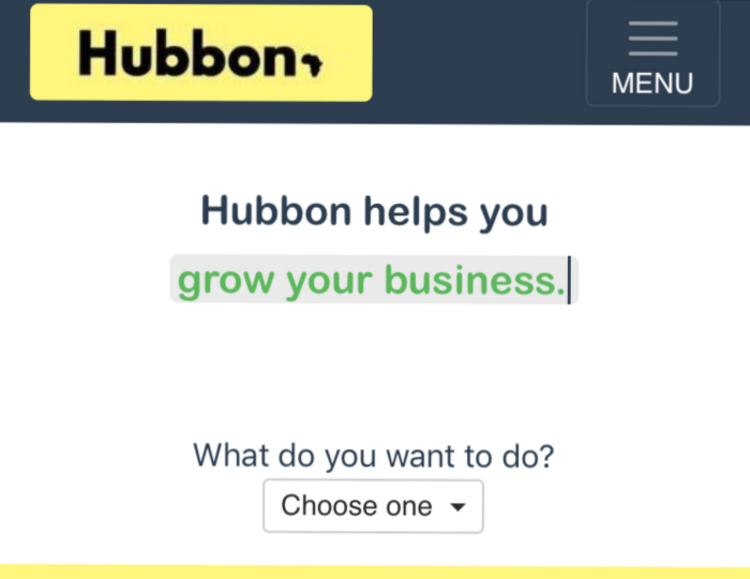 Hubbon
MENU
Hubbon helps you
grow your business.
What do you want to do?
Choose one